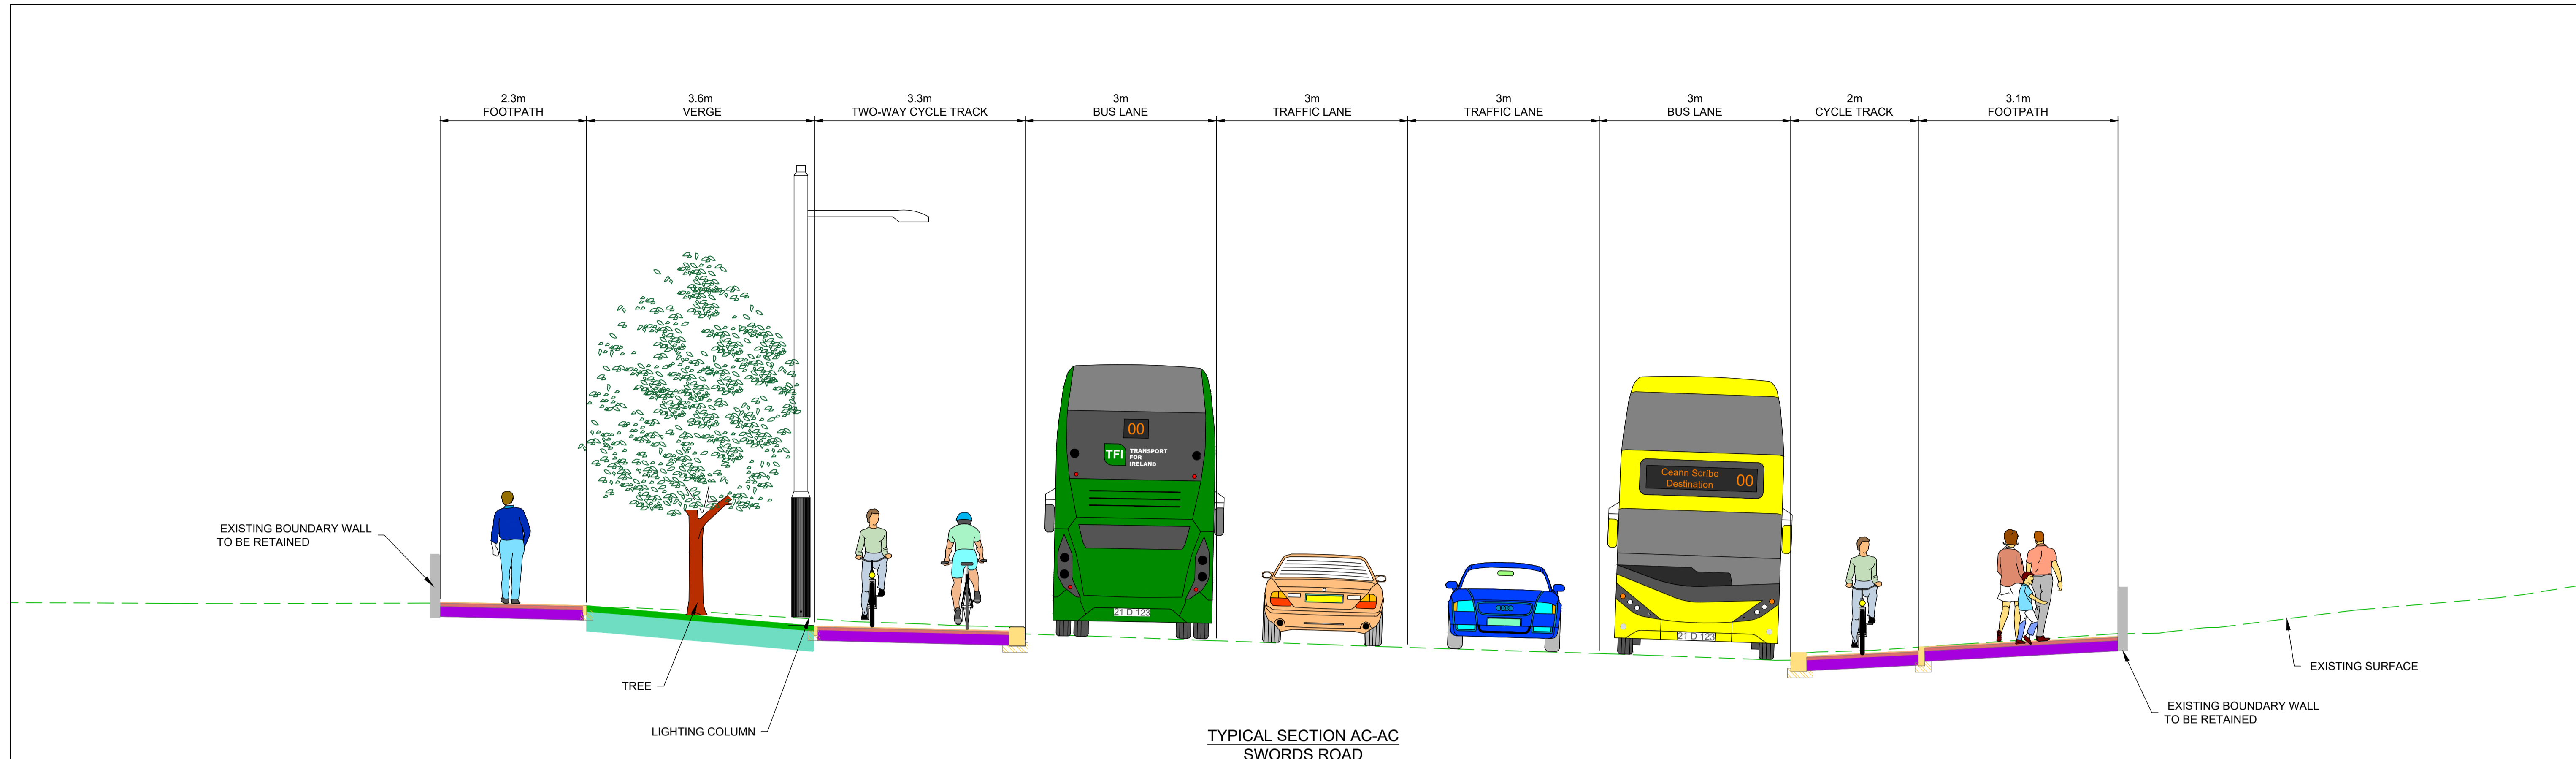 2.3m
FOOTPATH
3.6m
VERGE
3.3m
TWO-WAY CYCLE TRACK
3m
BUS LANE
3m
TRAFFIC LANE
3m
TRAFFIC LANE
3m
BUS LANE
2m
CYCLE TRACK
3.1m
FOOTPATH
00
TFI
TRANSPORT
FOR
IRELAND
21 D 123
Ceann Scríbe
Destination
00
21 D 123
EXISTING BOUNDARY WALL
TO BE RETAINED
TREE
LIGHTING COLUMN
EXISTING SURFACE
EXISTING BOUNDARY WALL
TO BE RETAINED
TYPICAL SECTION AC-AC
SWORDS ROAD